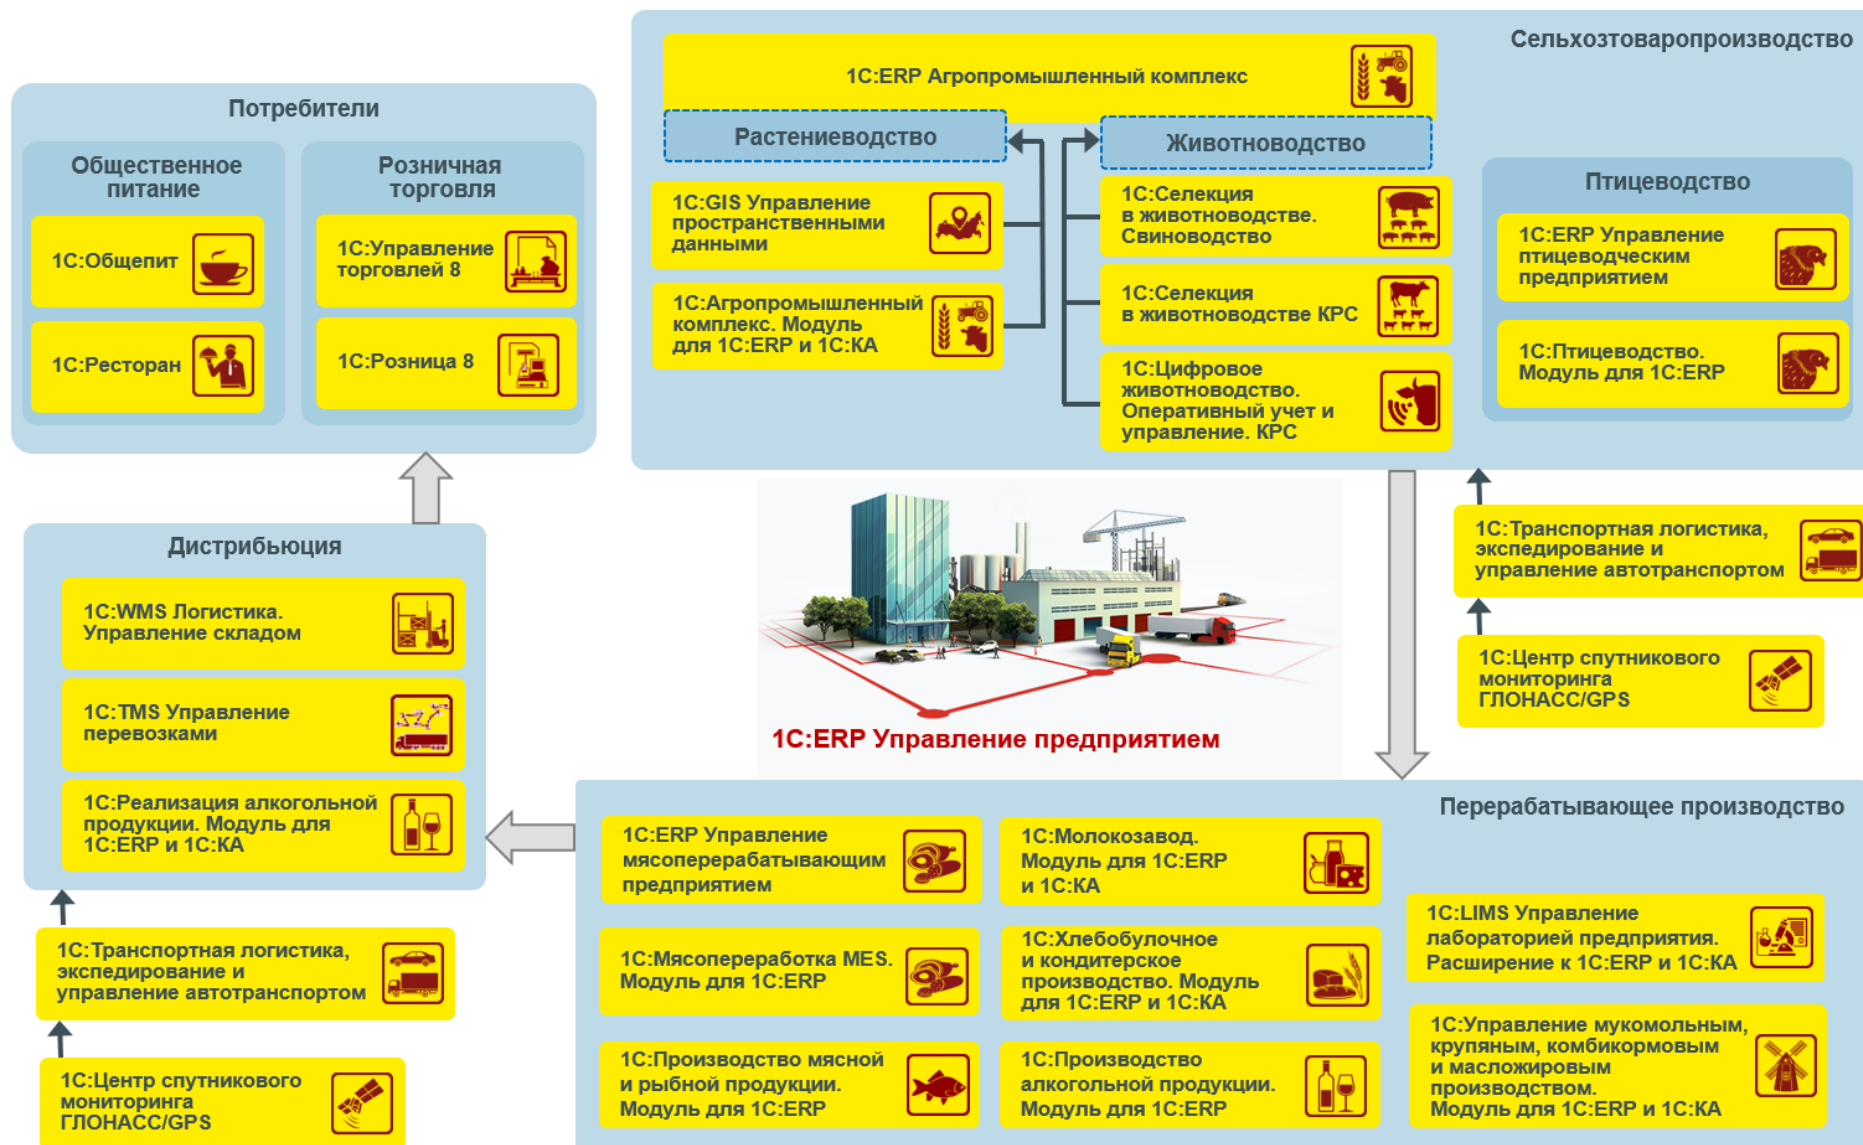 Сельхозтоваропроизводство
1С:ERP Агропромышленный комплекс
Растениеводство
1С:GIS Управление
пространственными
данными
1С:Агропромышленный
комплекс. Модуль
для 1С:ERP и 1С:КА
Животноводство
1С:Селекция
в животноводстве.
Свиноводство
1С:Селекция
в животноводстве КРС
1С:Цифровое
животноводство.
Оперативный учет и
управление. КРС
Птицеводство
1С:ERP Управление
птицеводческим
предприятием
1С:Птицеводство.
Модуль для 1С:ERP
Потребители
Общественное
питание
1С:Общепит
1С:Ресторан
Розничная
торговля
1С:Управление
торговлей 8
1С:Розница 8
1С:Транспортная логистика,
экспедирование и
управление автотранспортом
1С:Центр спутникового
мониторинга
ГЛОНАСС/GPS
1С:ERP Управление предприятием
Дистрибьюция
1С:WMS Логистика.
Управление складом
1С:TMS Управление
перевозками
1С:Реализация алкогольной
продукции. Модуль для
1С:ERP и 1С:КА
1С:Транспортная логистика,
экспедирование и
управление автотранспортом
1С:Центр спутникового
мониторинга
ГЛОНАСС/GPS
Перерабатывающее производство
1С:ERP Управление
мясоперерабатывающим
предприятием
1С:Мясопереработка MES.
Модуль для 1С:ERP
1С:Производство мясной
и рыбной продукции.
Модуль для 1С:ERP
1С:Молокозавод.
Модуль для 1С:ERP
и 1С:КА
1С:Хлебобулочное
и кондитерское
производство. Модуль
для 1С:ERP и 1С:КА
1С:Производство
алкогольной продукции.
Модуль для 1С:ERP
1С:LIMS Управление
лабораторией предприятия.
Расширение к 1С:ERP и 1С:КА
1С:Управление мукомольным,
крупяным, комбикормовым
и масложировым
производством.
Модуль для 1С:ERP и 1С:КА